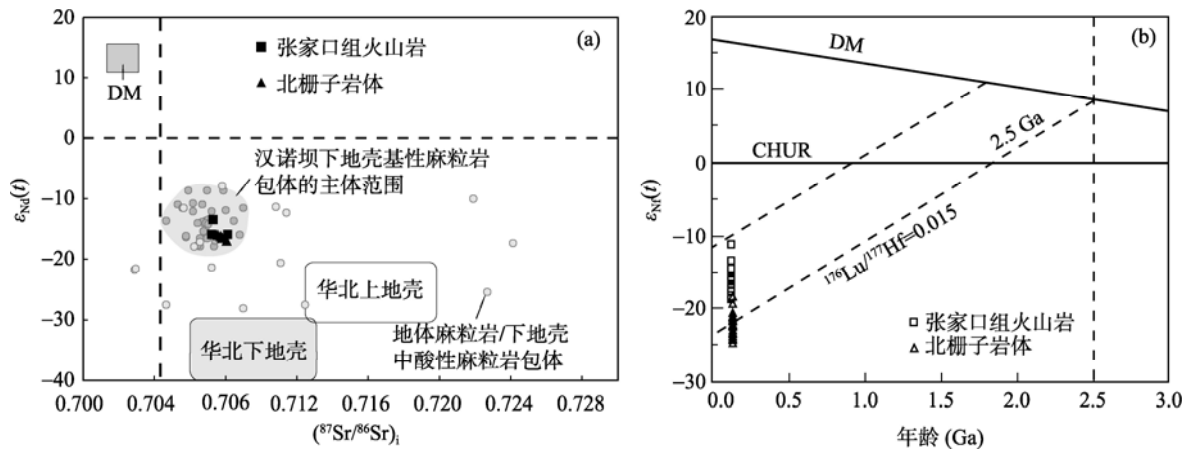 20
10
0
−10
−20
−30
−40
0.700
0.704
0.706
0.712
0.716
0.720
0.724
0.728
εNd(t)
(⁸⁷Sr/⁸⁶Sr)i
(a)
DM
■ 张家口组火山岩
▲ 北栅子岩体
汉诺坝下地壳基性麻粒岩
包体的主体范围
华北上地壳
华北下地壳
地体麻粒岩/下地壳
中酸性麻粒岩包体
20
10
0
−10
−20
−30
0.0
0.5
1.0
1.5
2.0
2.5
3.0
εNf(t)
年龄 (Ga)
(b)
DM
2.5 Ga
CHUR
¹⁷⁶Lu/¹⁷⁷Hf=0.015
□ 张家口组火山岩
△ 北栅子岩体